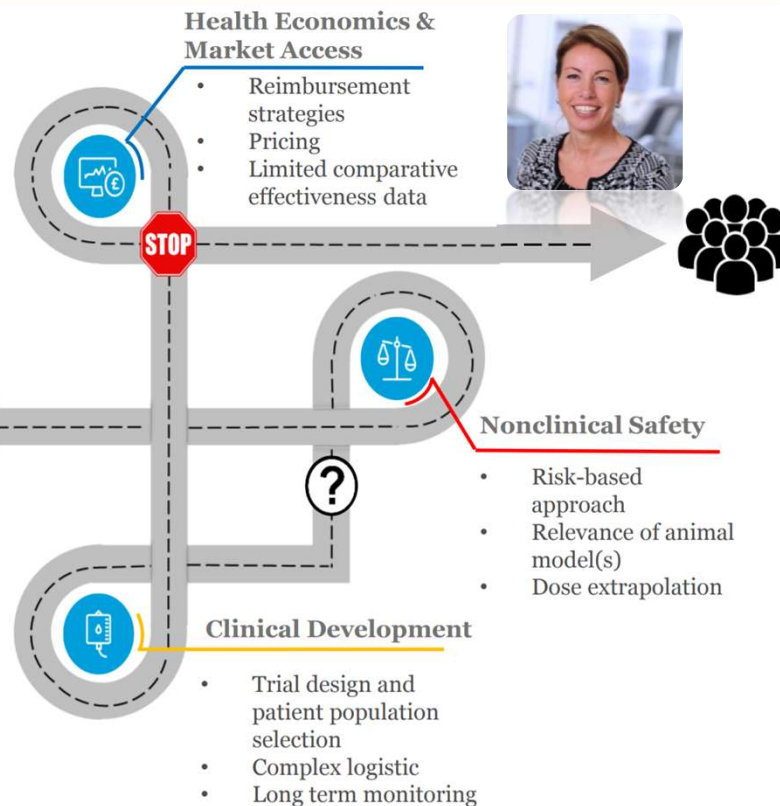 Health Economics &
Market Access
• Reimbursement
strategies
• Pricing
• Limited comparative
effectiveness data
£
STOP
Nonclinical Safety
?
• Risk-based
approach
• Relevance of animal
model(s)
• Dose extrapolation
Clinical Development
• Trial design and
patient population
selection
• Complex logistic
• Long term monitoring